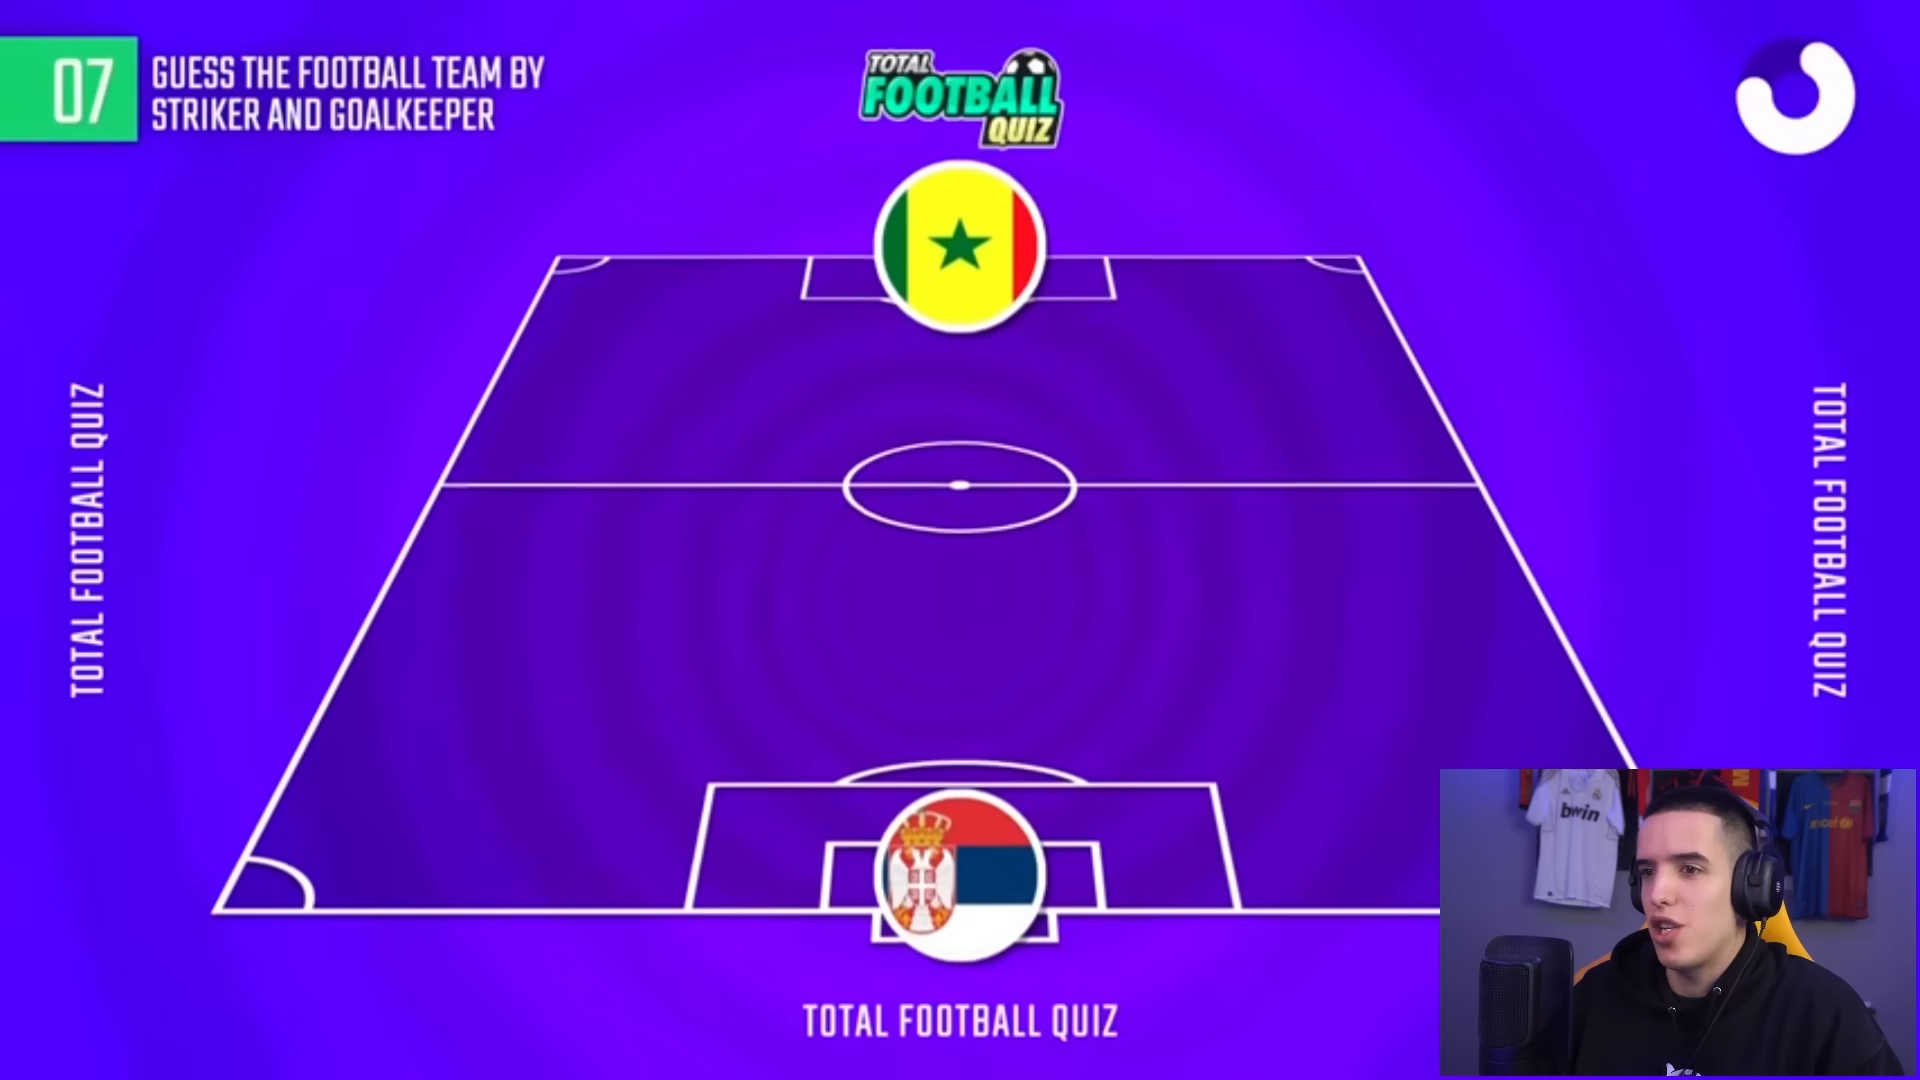 07
GUESS THE FOOTBALL TEAM BY
STRIKER AND GOALKEEPER
TOTAL
FOOTBALL
QUIZ
TOTAL FOOTBALL QUIZ
TOTAL FOOTBALL QUIZ
TOTAL FOOTBALL QUIZ
bwin
unicef